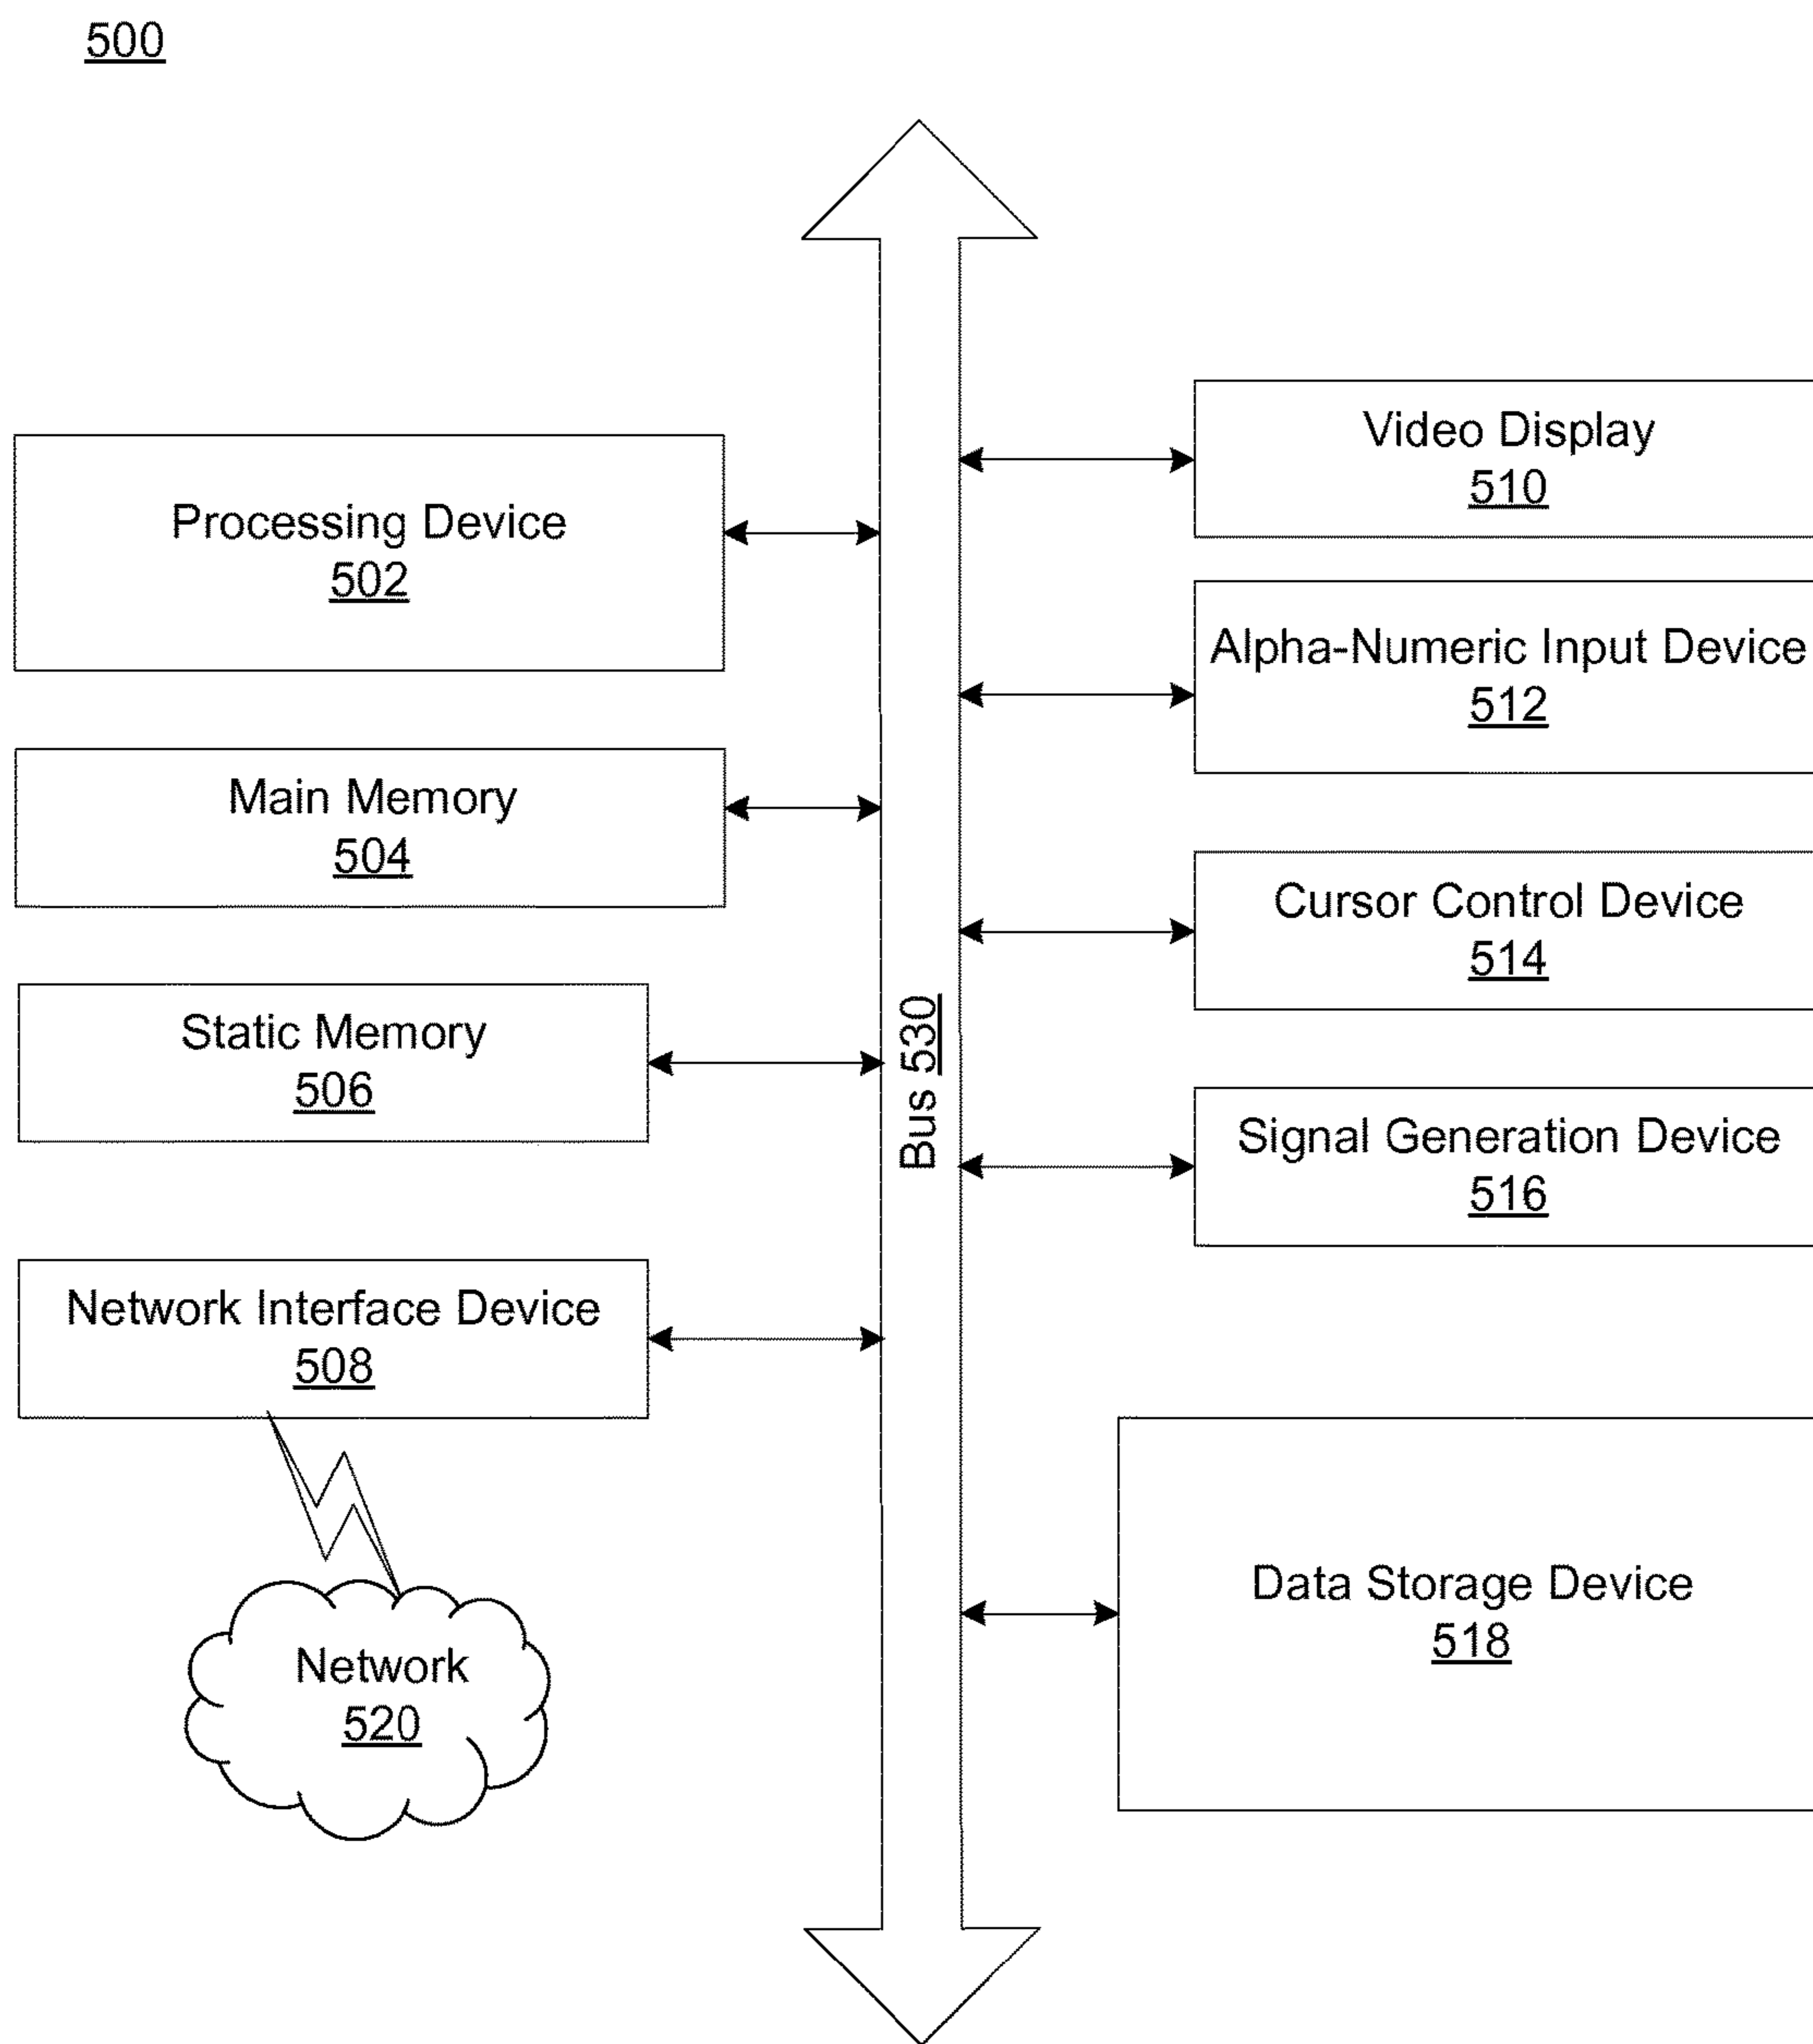 500
Processing Device
502
Main Memory
504
Static Memory
506
Network Interface Device
508
Network
520
Bus 530
Video Display
510
Alpha-Numeric Input Device
512
Cursor Control Device
514
Signal Generation Device
516
Data Storage Device
518